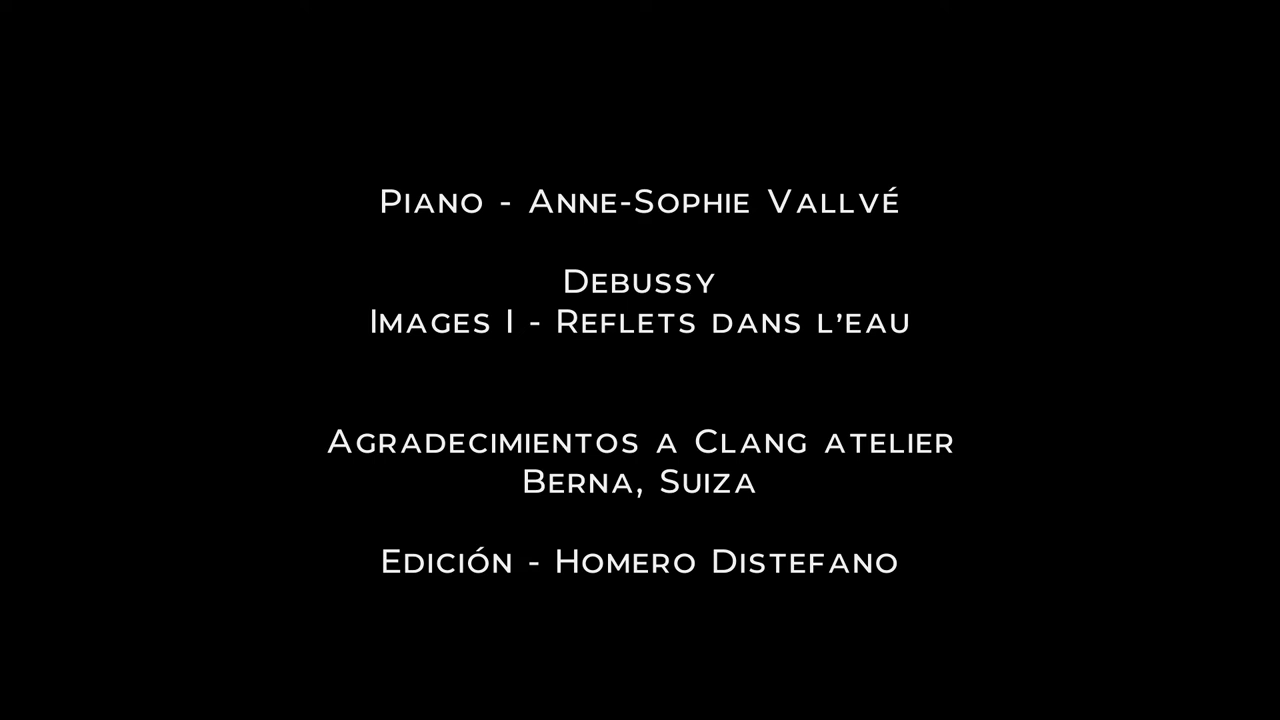 Piano - Anne-Sophie Vallvé
Debussy
Images I - Reflets dans l’eau
Agradecimientos a Clang atelier
Berna, Suiza
Edición - Homero Distefano